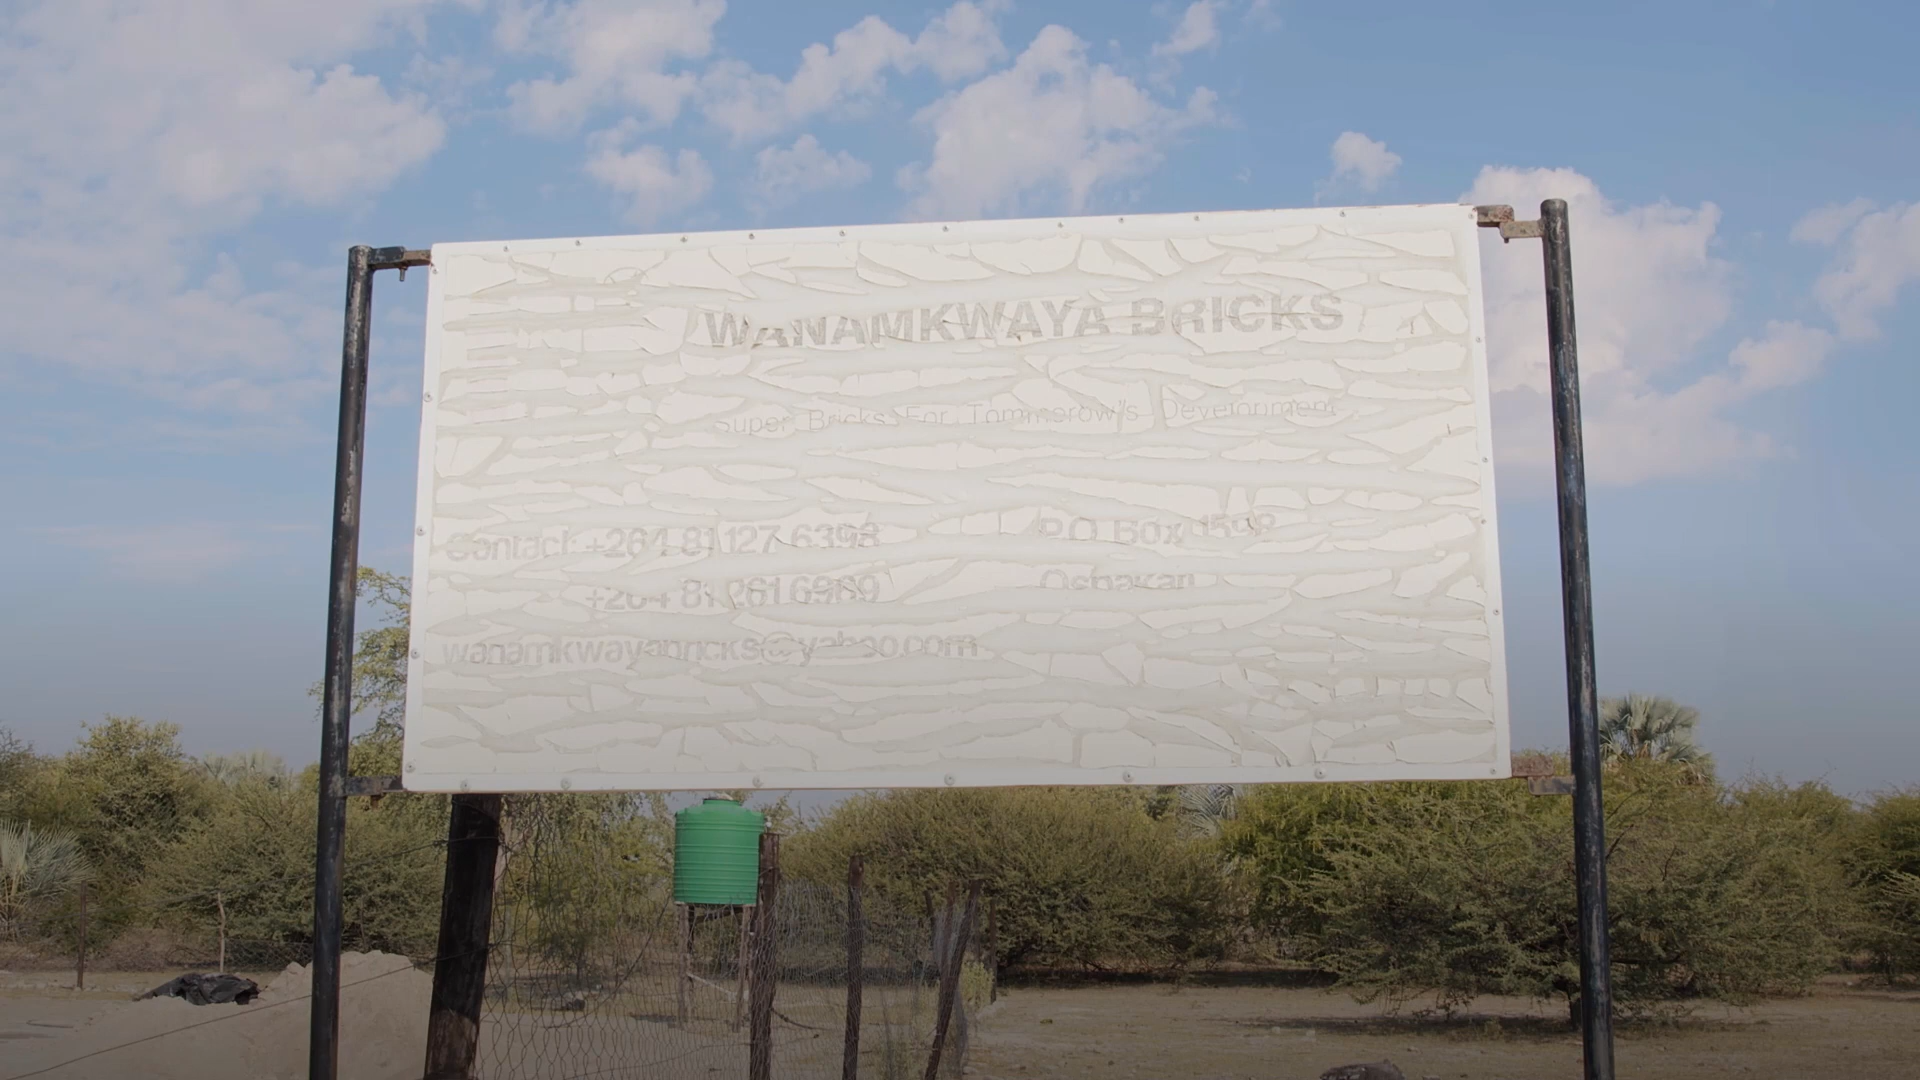 WANAMKWAYA BRICKS
Super Bricks For Tommorow's Development
Contact: +264 81 127 6398
P.O Box 1598
+264 81 261 6969
Oshakati
wanamkwayabricks@yahoo.com